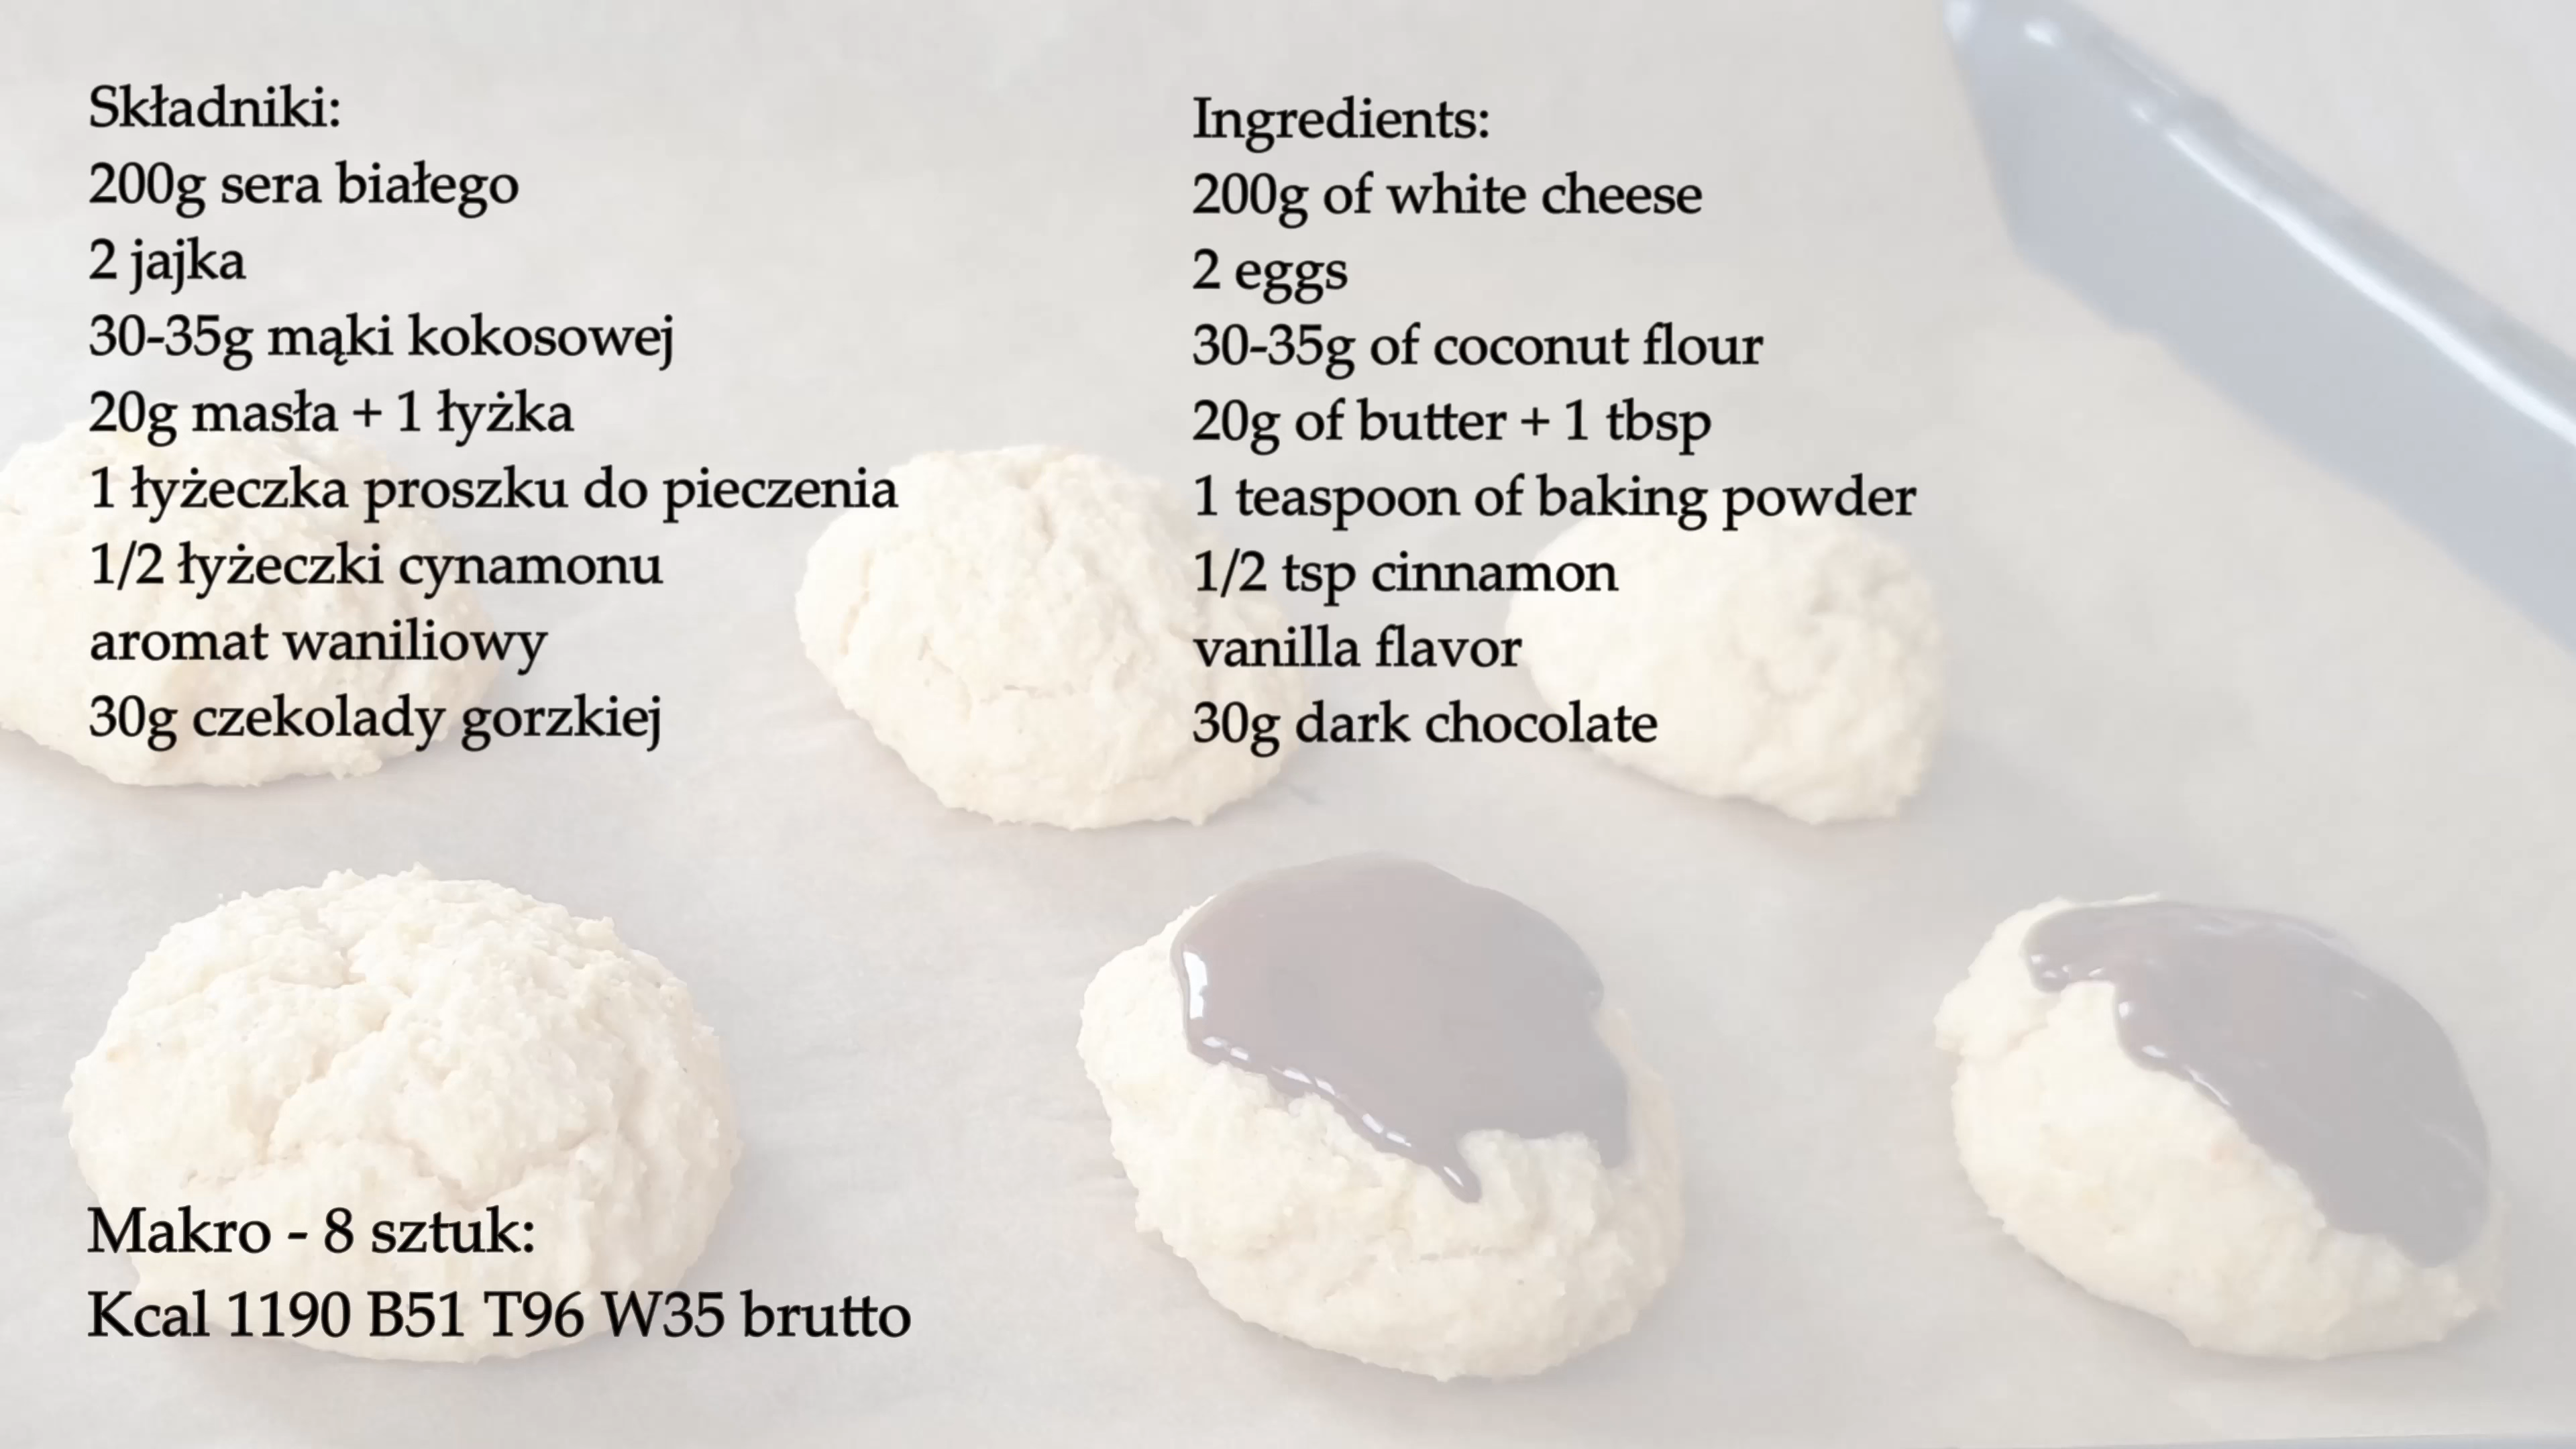 Składniki:
200g sera białego
2 jajka
30-35g mąki kokosowej
20g masła + 1 łyżka
1 łyżeczka proszku do pieczenia
1/2 łyżeczki cynamonu
aromat waniliowy
30g czekolady gorzkiej
Ingredients:
200g of white cheese
2 eggs
30-35g of coconut flour
20g of butter + 1 tbsp
1 teaspoon of baking powder
1/2 tsp cinnamon
vanilla flavor
30g dark chocolate
Makro - 8 sztuk:
Kcal 1190 B51 T96 W35 brutto